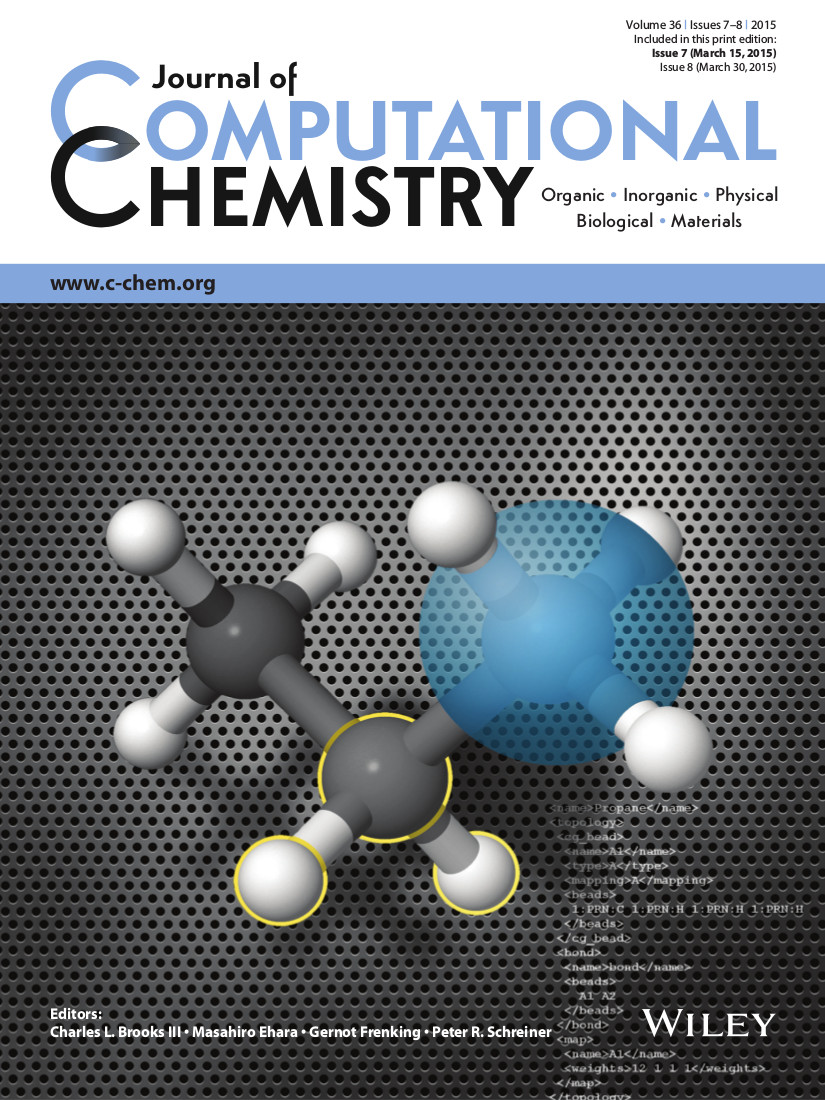 Volume 36 | Issues 7–8 | 2015
Included in this print edition:
Issue 7 (March 15, 2015)
Issue 8 (March 30, 2015)
Journal of
COMPUTATIONAL
CHEMISTRY
Organic • Inorganic • Physical
Biological • Materials
www.c-chem.org
<name>Propane</name>
<topology>
<cg_bead>
<name>A1</name>
<type>A</type>
<mapping>A</mapping>
<beads>
1:PRN:C 1:PRN:H 1:PRN:H 1:PRN:H
</beads>
</cg_bead>
<bond>
<name>bond</name>
<beads>
A1 A2
</beads>
</bond>
<map>
<name>A1</name>
<weights>12 1 1 1</weights>
</map>
</topology>
Editors:
Charles L. Brooks III • Masahiro Ehara • Gernot Frenking • Peter R. Schreiner
WILEY